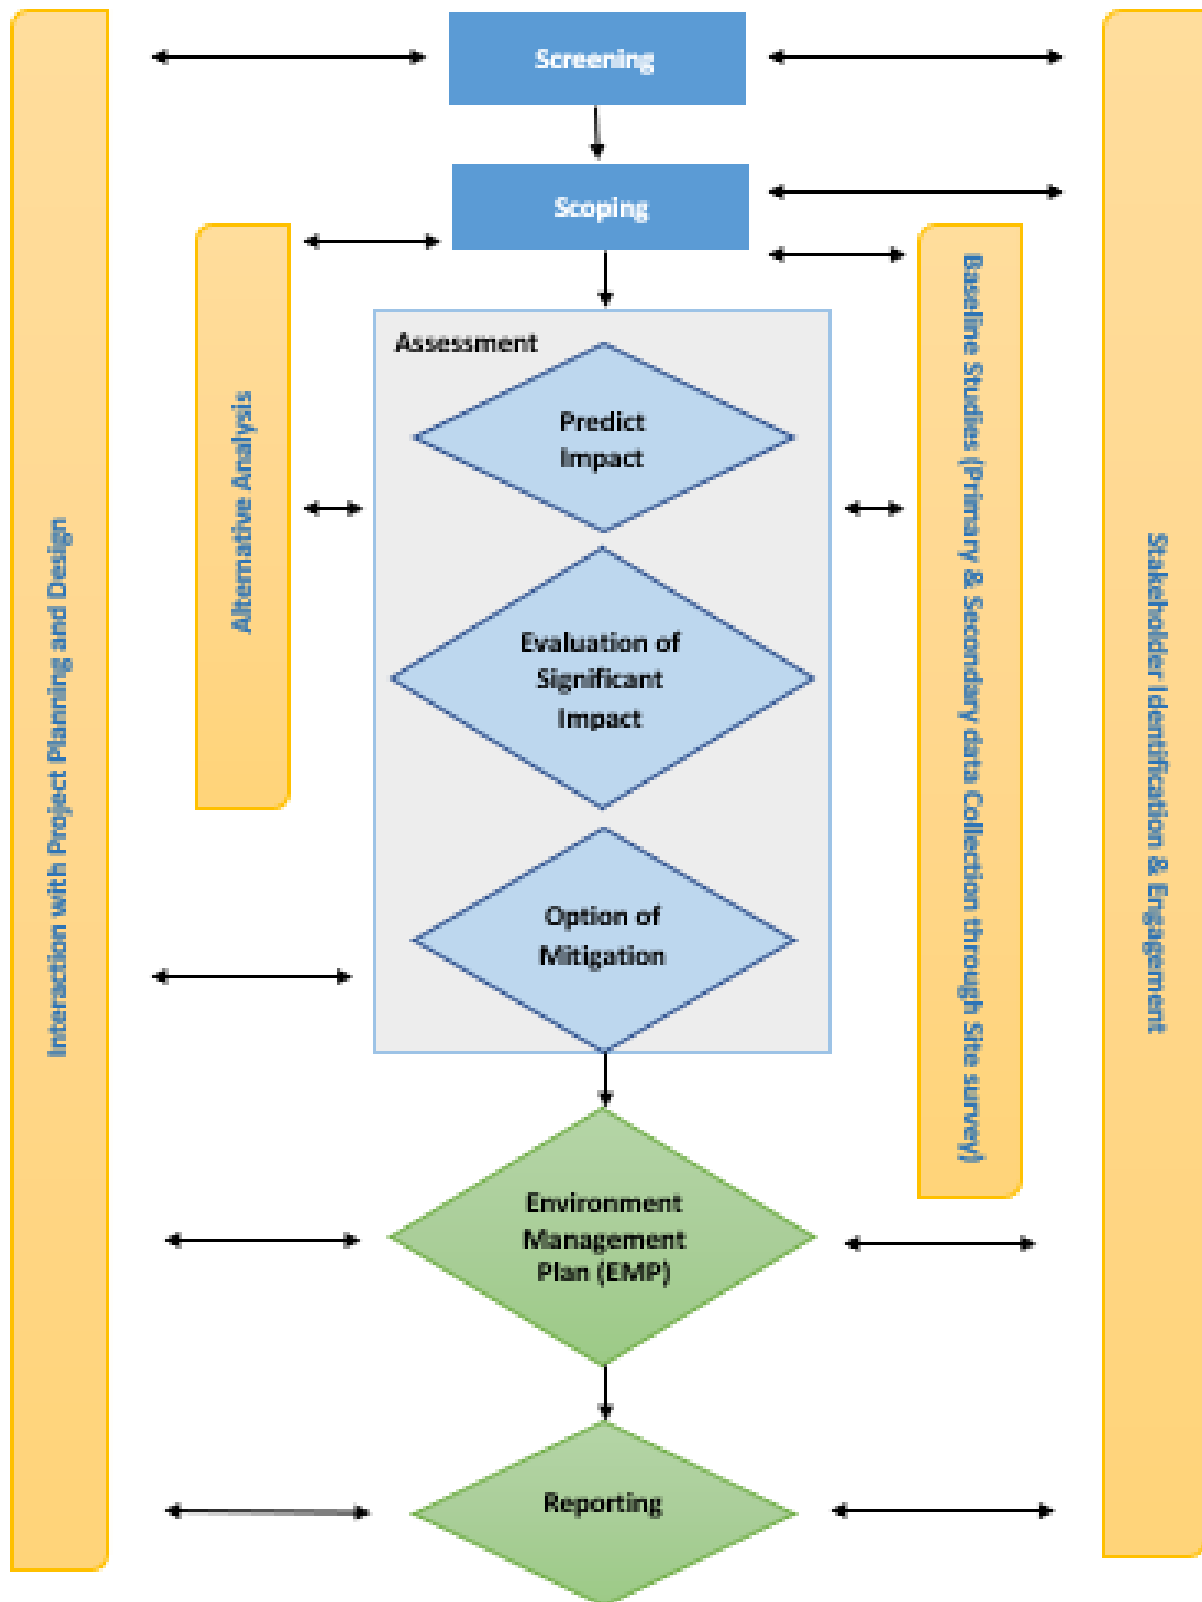 Screening
Scoping
Assessment
Predict
Impact
Evaluation of
Significant
Impact
Option of
Mitigation
Environment
Management
Plan (EMP)
Reporting
Interaction with Project Planning and Design
Alternative Analysis
Baseline Studies (Primary & Secondary data Collection through Site survey)
Stakeholder Identification & Engagement